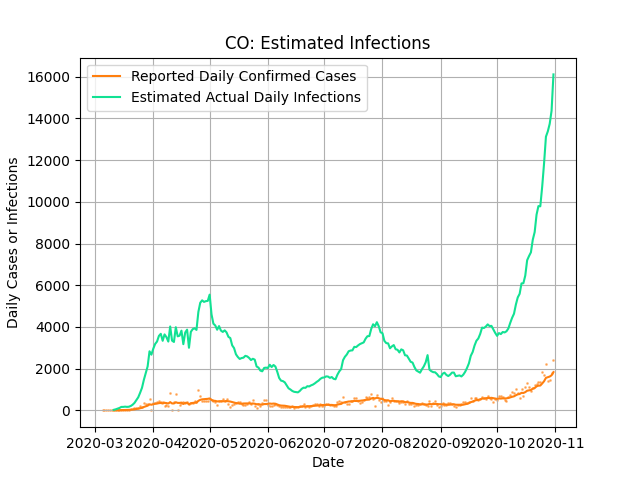 CO: Estimated Infections
Reported Daily Confirmed Cases
Estimated Actual Daily Infections
16000
14000
12000
10000
8000
6000
4000
2000
0
Daily Cases or Infections
2020-03 2020-04 2020-05 2020-06 2020-07 2020-08 2020-09 2020-10 2020-11
Date